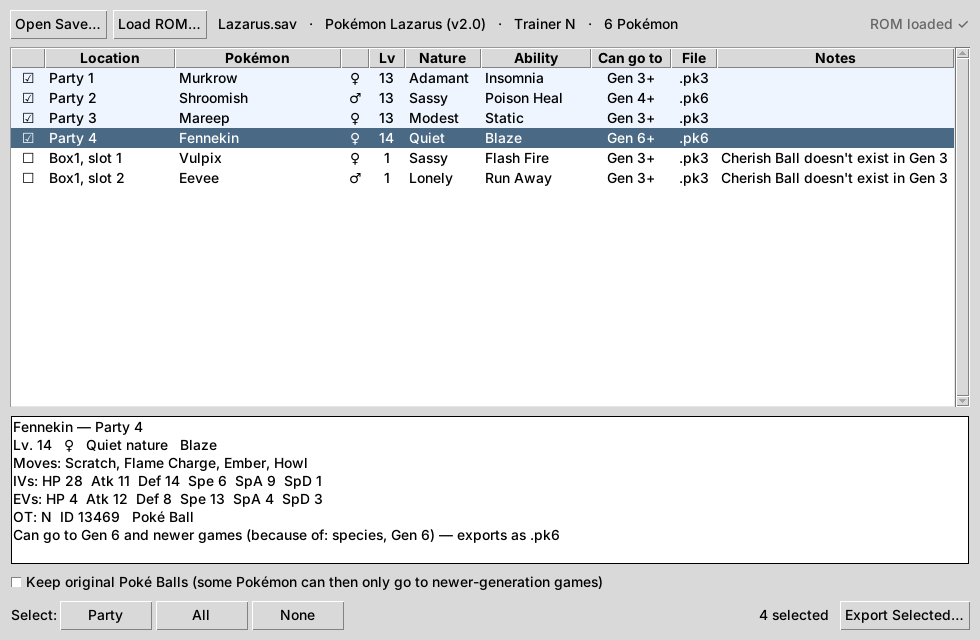 Open Save... Load ROM... Lazarus.sav · Pokémon Lazarus (v2.0) · Trainer N · 6 Pokémon ROM loaded ✓
Location Pokémon Lv Nature Ability Can go to File Notes
☑ Party 1 Murkrow ♀ 13 Adamant Insomnia Gen 3+ .pk3
☑ Party 2 Shroomish ♂ 13 Sassy Poison Heal Gen 4+ .pk6
☑ Party 3 Mareep ♀ 13 Modest Static Gen 3+ .pk3
☑ Party 4 Fennekin ♀ 14 Quiet Blaze Gen 6+ .pk6
☐ Box1, slot 1 Vulpix ♀ 1 Sassy Flash Fire Gen 3+ .pk3 Cherish Ball doesn't exist in Gen 3
☐ Box1, slot 2 Eevee ♂ 1 Lonely Run Away Gen 3+ .pk3 Cherish Ball doesn't exist in Gen 3
Fennekin — Party 4
Lv. 14 ♀ Quiet nature Blaze
Moves: Scratch, Flame Charge, Ember, Howl
IVs: HP 28 Atk 11 Def 14 Spe 6 SpA 9 SpD 1
EVs: HP 4 Atk 12 Def 8 Spe 13 SpA 4 SpD 3
OT: N ID 13469 Poké Ball
Can go to Gen 6 and newer games (because of: species, Gen 6) — exports as .pk6
Keep original Poké Balls (some Pokémon can then only go to newer-generation games)
Select: Party All None 4 selected Export Selected...